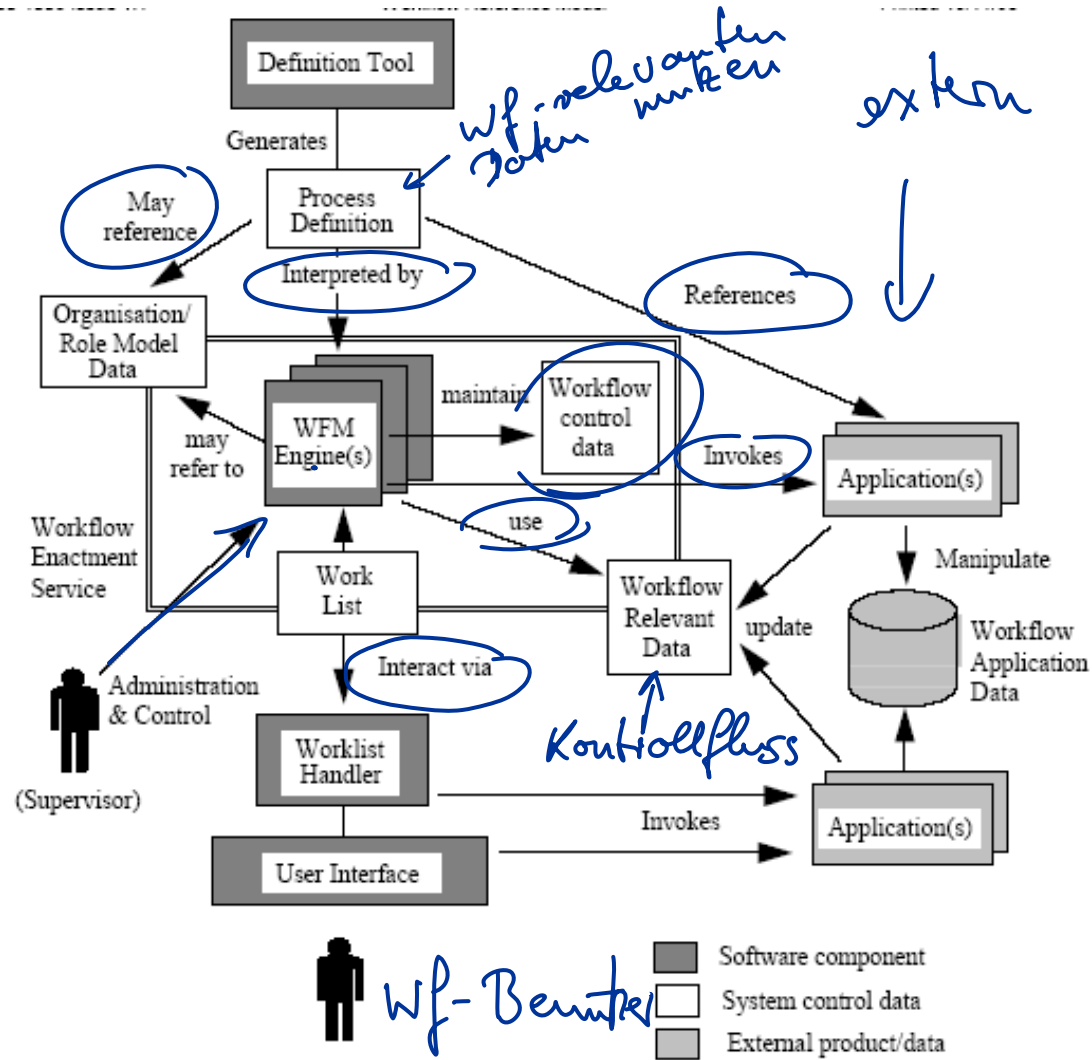 Definition Tool
wf-relevanten
Daten nutzen
extern
Generates
May
reference
Process
Definition
Interpreted by
References
Organisation/
Role Model
Data
maintain
Workflow
control
data
may
refer to
WFM
Engine(s)
Invokes
Application(s)
use
Workflow
Enactment
Service
Work
List
Workflow
Relevant
Data
Manipulate
update
Workflow
Application
Data
Interact via
Administration
& Control
Kontrollfluss
Worklist
Handler
(Supervisor)
Invokes
Application(s)
User Interface
wf-Benutzer
Software component
System control data
External product/data